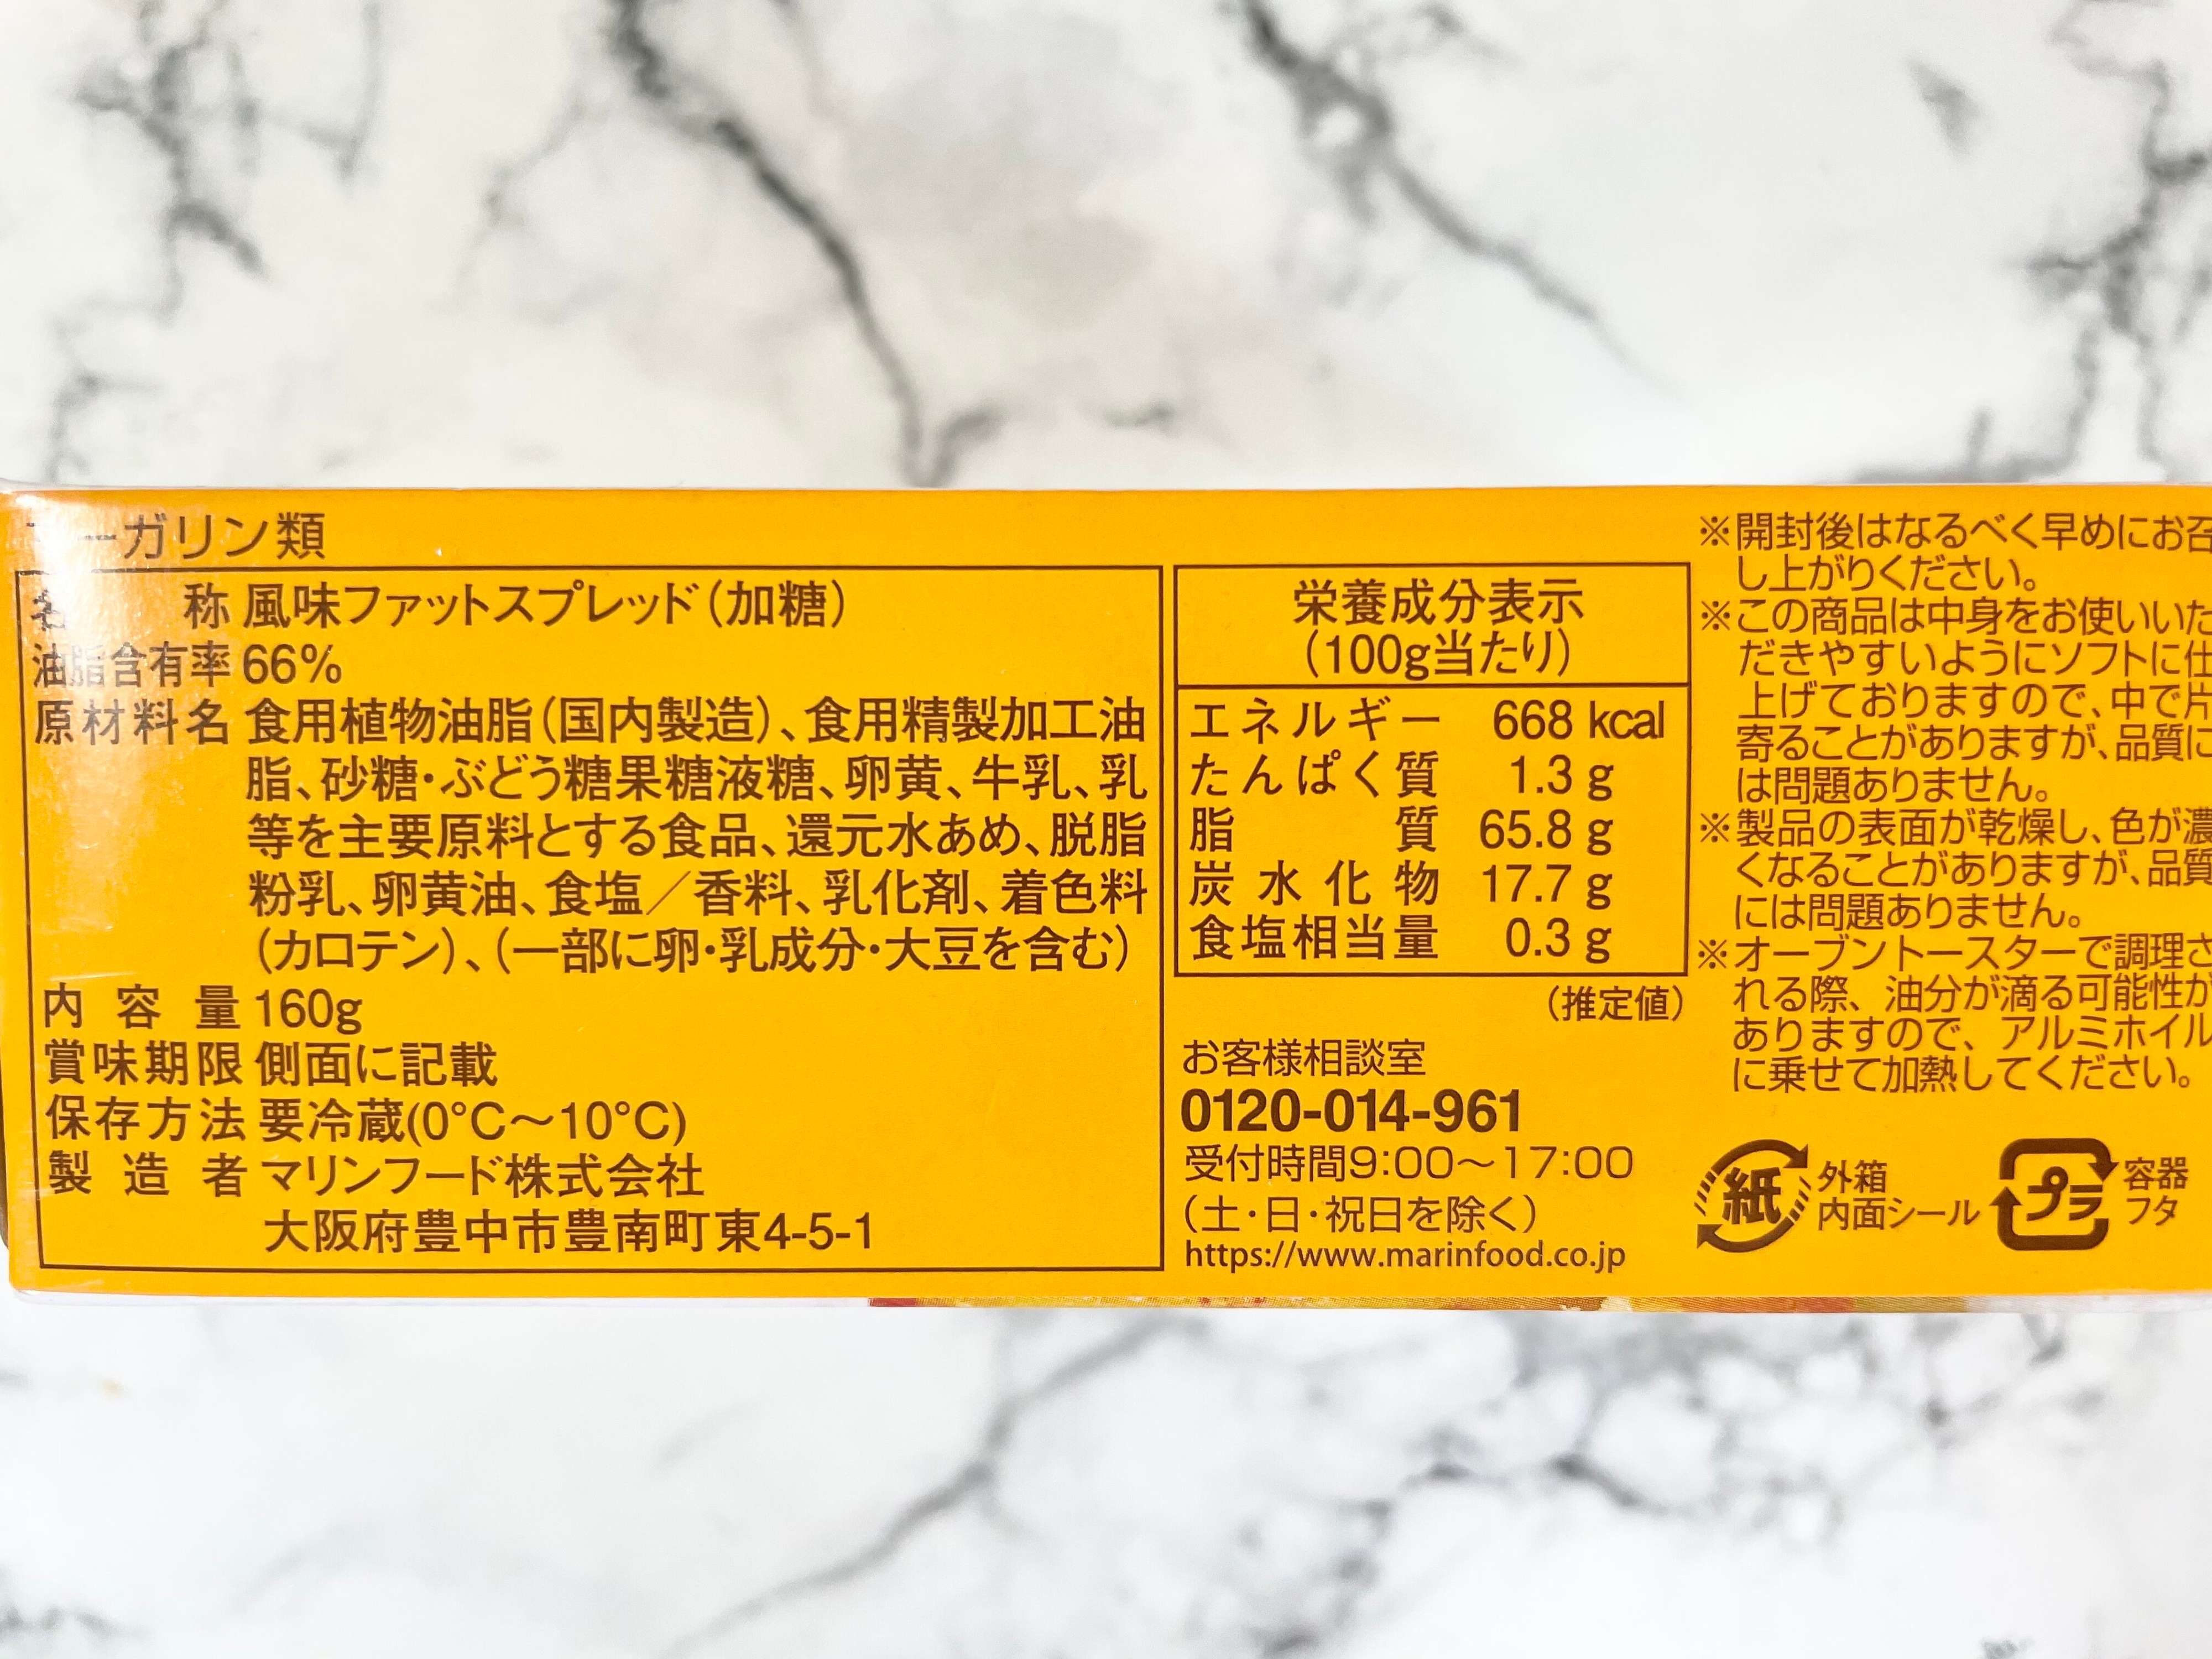 マーガリン類
名称 風味ファットスプレッド(加糖)
油脂含有率 66%
原材料名 食用植物油脂(国内製造)、食用精製加工油
脂、砂糖・ぶどう糖果糖液糖、卵黄、牛乳、乳
等を主要原料とする食品、還元水あめ、脱脂
粉乳、卵黄油、食塩/香料、乳化剤、着色料
(カロテン)、(一部に卵・乳成分・大豆を含む)
内容量 160g
賞味期限 側面に記載
保存方法 要冷蔵(0℃〜10℃)
製造者 マリンフード株式会社
大阪府豊中市豊南町東4-5-1
栄養成分表示
(100g当たり)
エネルギー 668 kcal
たんぱく質 1.3 g
脂質 65.8 g
炭水化物 17.7 g
食塩相当量 0.3 g
(推定値)
お客様相談室
0120-014-961
受付時間9:00〜17:00
(土・日・祝日を除く)
https://www.marinfood.co.jp
※開封後はなるべく早めにお召
し上がりください。
※この商品は中身をお使いいた
だきやすいようにソフトに仕
上げておりますので、中で片
寄ることがありますが、品質に
は問題ありません。
※製品の表面が乾燥し、色が濃
くなることがありますが、品質
には問題ありません。
※オーブントースターで調理さ
れる際、油分が滴る可能性が
ありますので、アルミホイル
に乗せて加熱してください。
紙 外箱
内面シール
プラ 容器
フタ